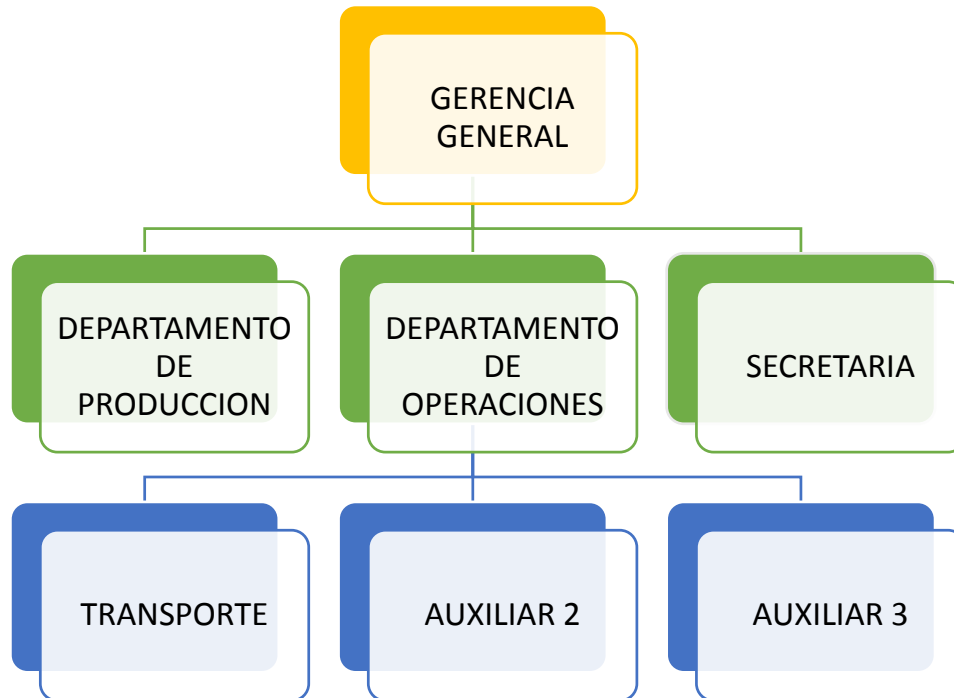 GERENCIA
GENERAL
DEPARTAMENTO
DE
PRODUCCION
DEPARTAMENTO
DE
OPERACIONES
SECRETARIA
TRANSPORTE
AUXILIAR 2
AUXILIAR 3